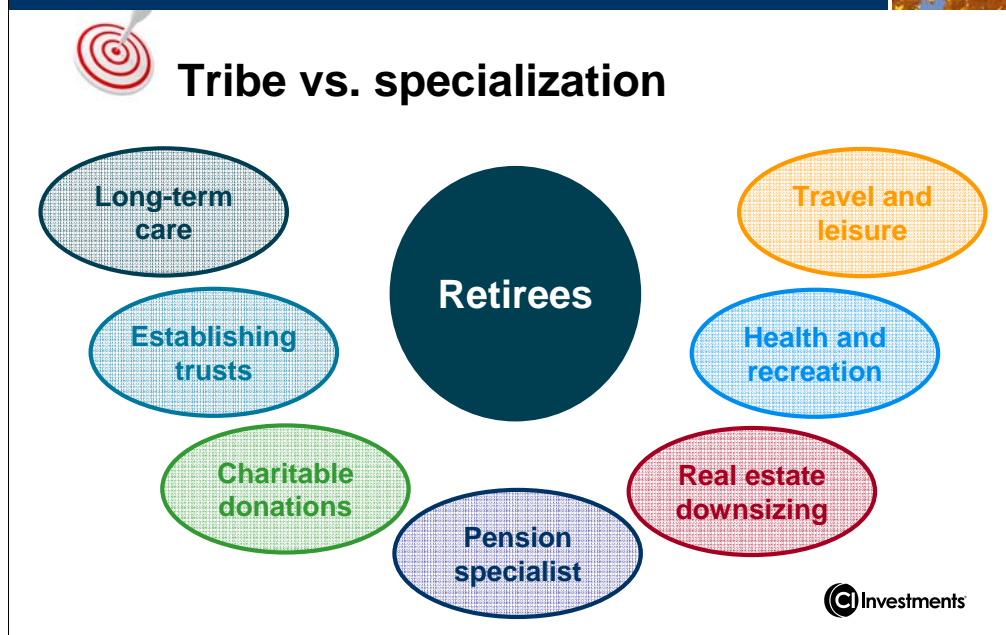 Tribe vs. specialization
Long-term
care
Establishing
trusts
Charitable
donations
Pension
specialist
Retirees
Travel and
leisure
Health and
recreation
Real estate
downsizing
CI Investments